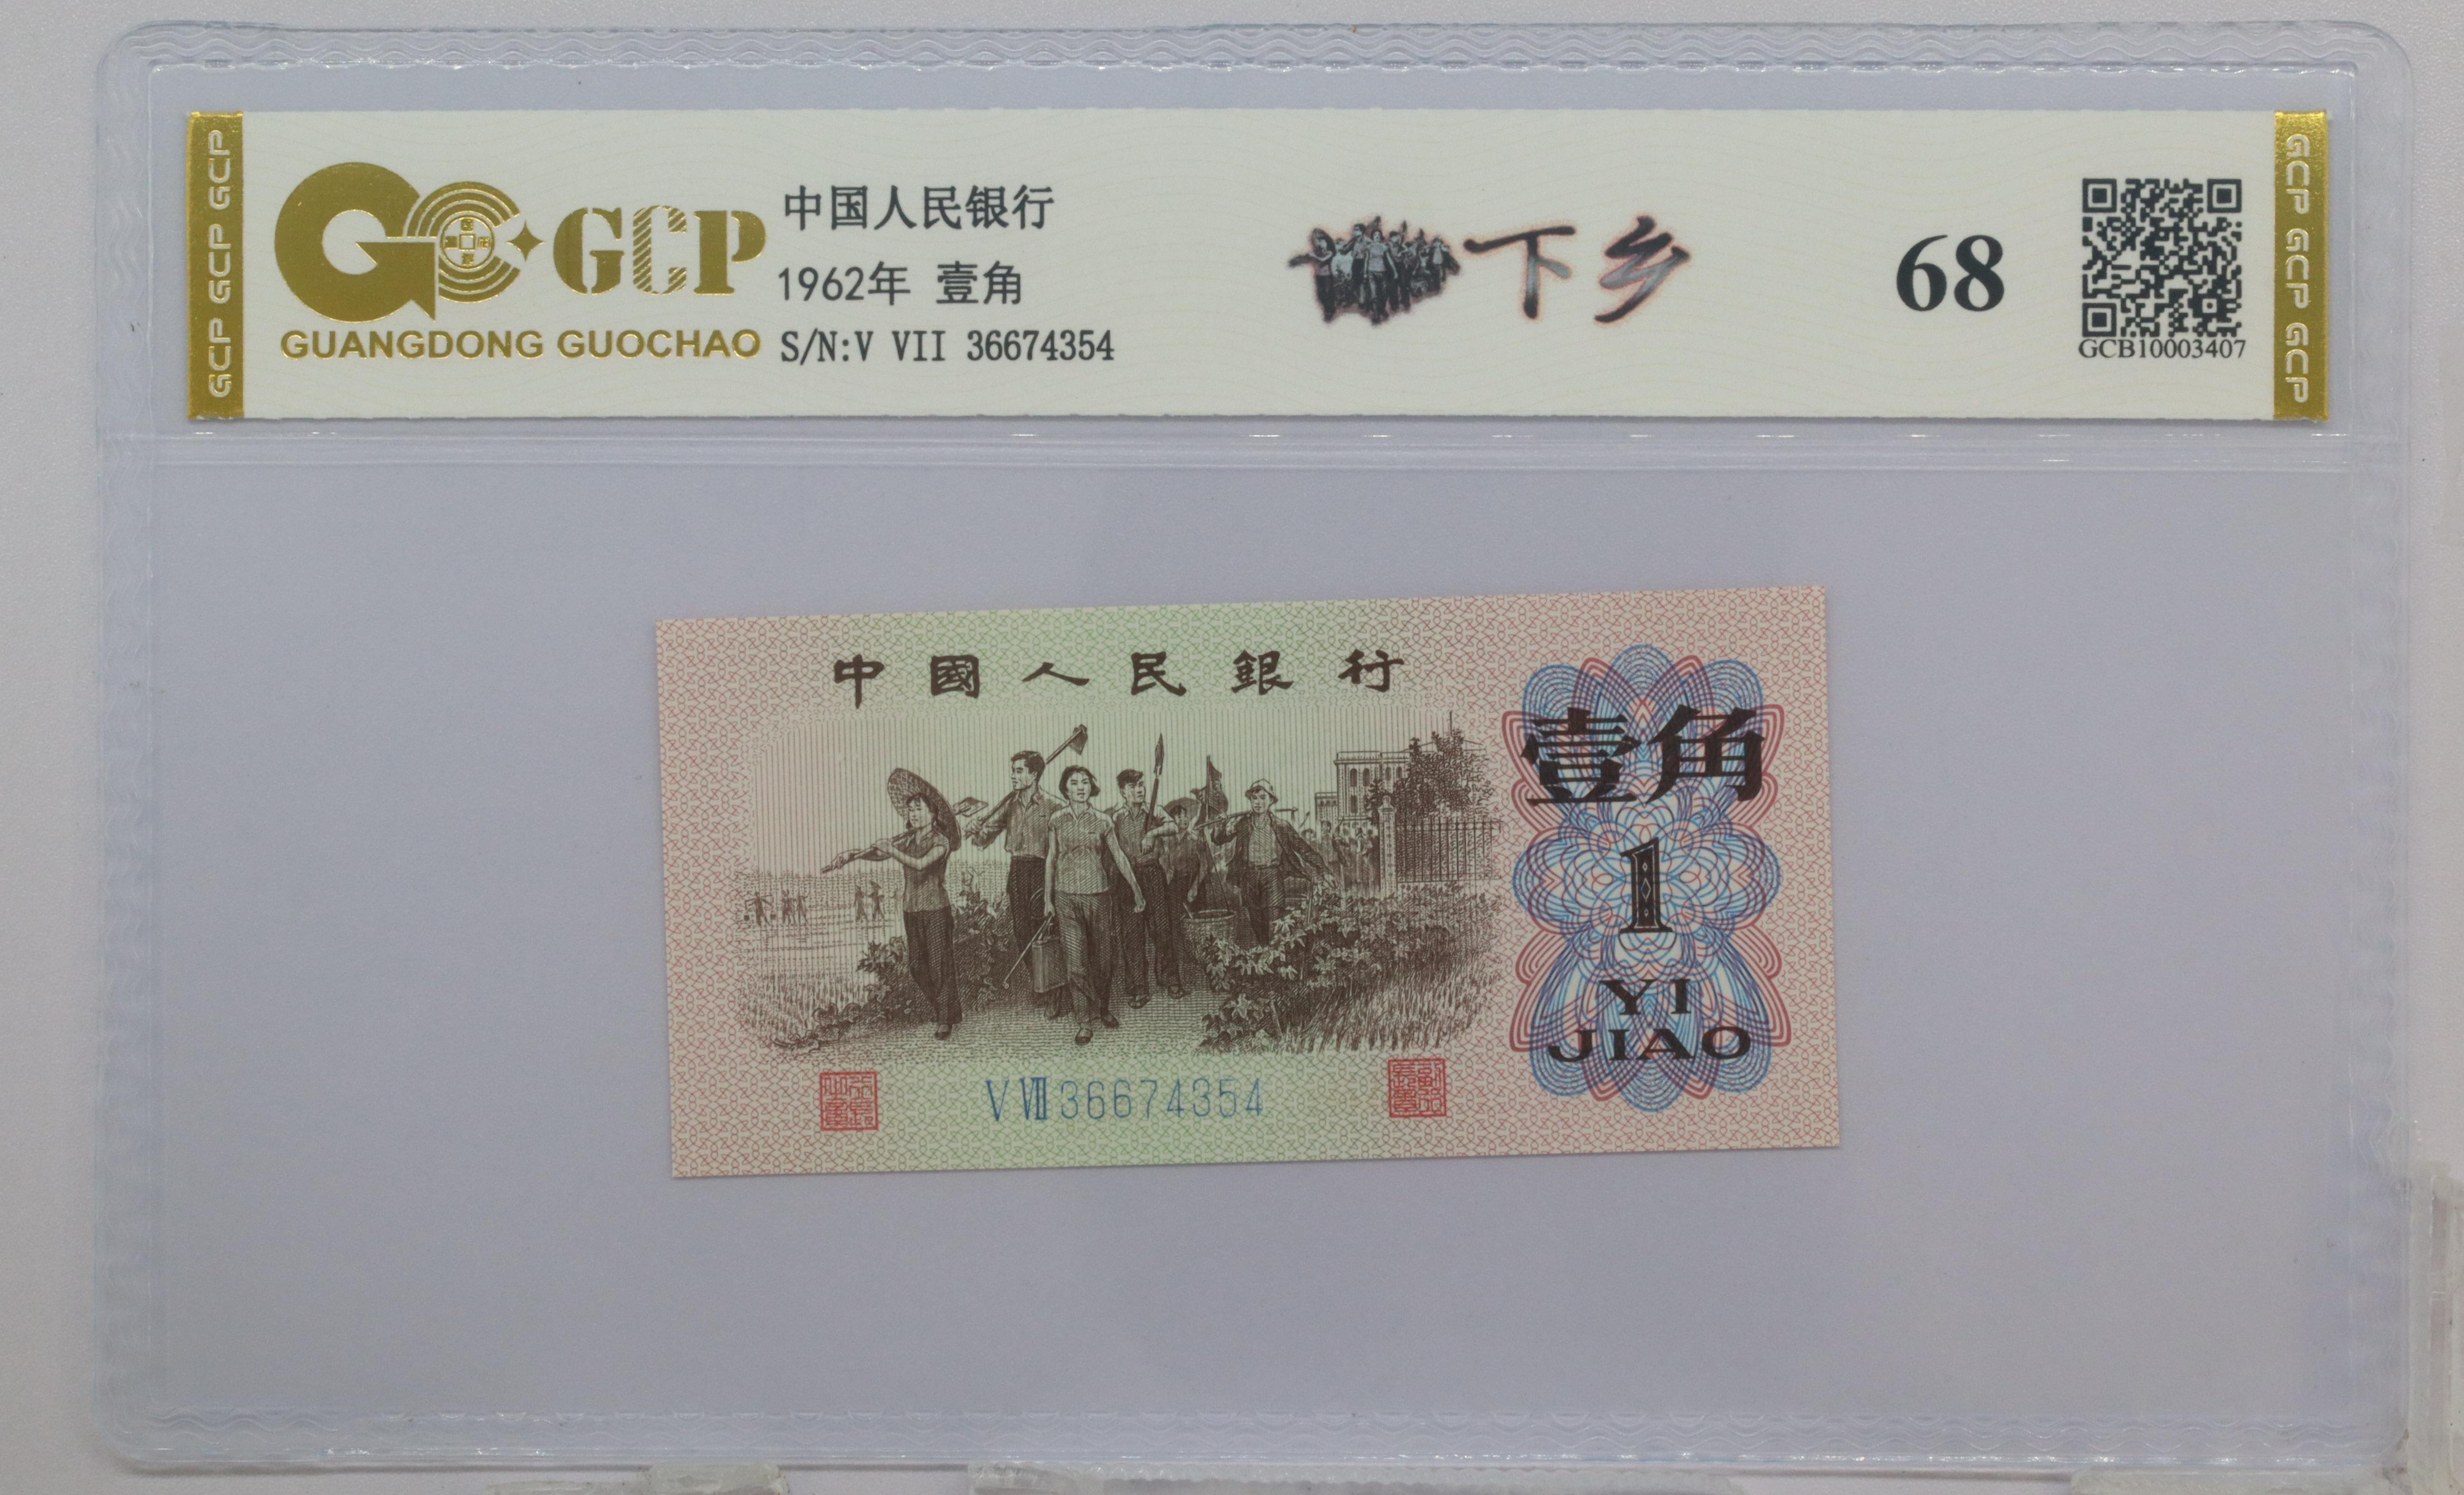 GCP GCP GCP
GCP
GUANGDONG GUOCHAO
中国人民银行
1962年 壹角
S/N:V VII 36674354
下乡
68
GCB10003407
GCP GCP GCP
中國人民銀行
壹角
1
YI
JIAO
V VII 36674354